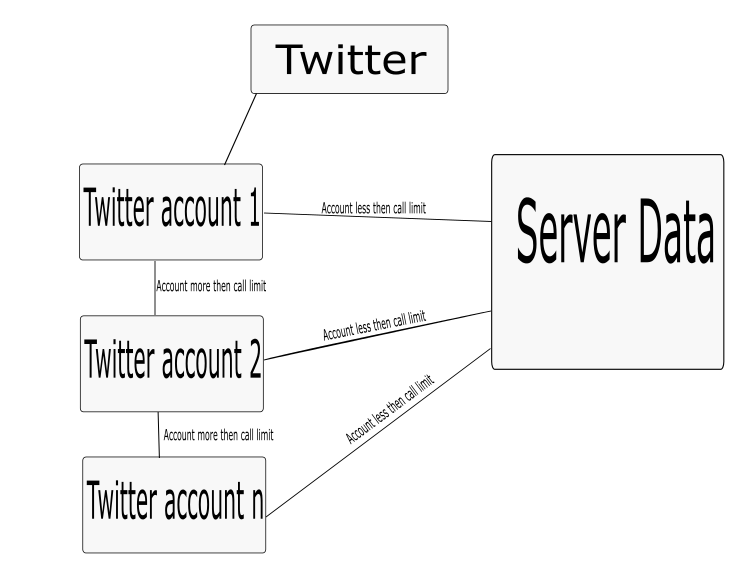 Twitter
Twitter account 1
Account less then call limit
Server Data
Account more then call limit
Twitter account 2
Account less then call limit
Account less then call limit
Account more then call limit
Twitter account n